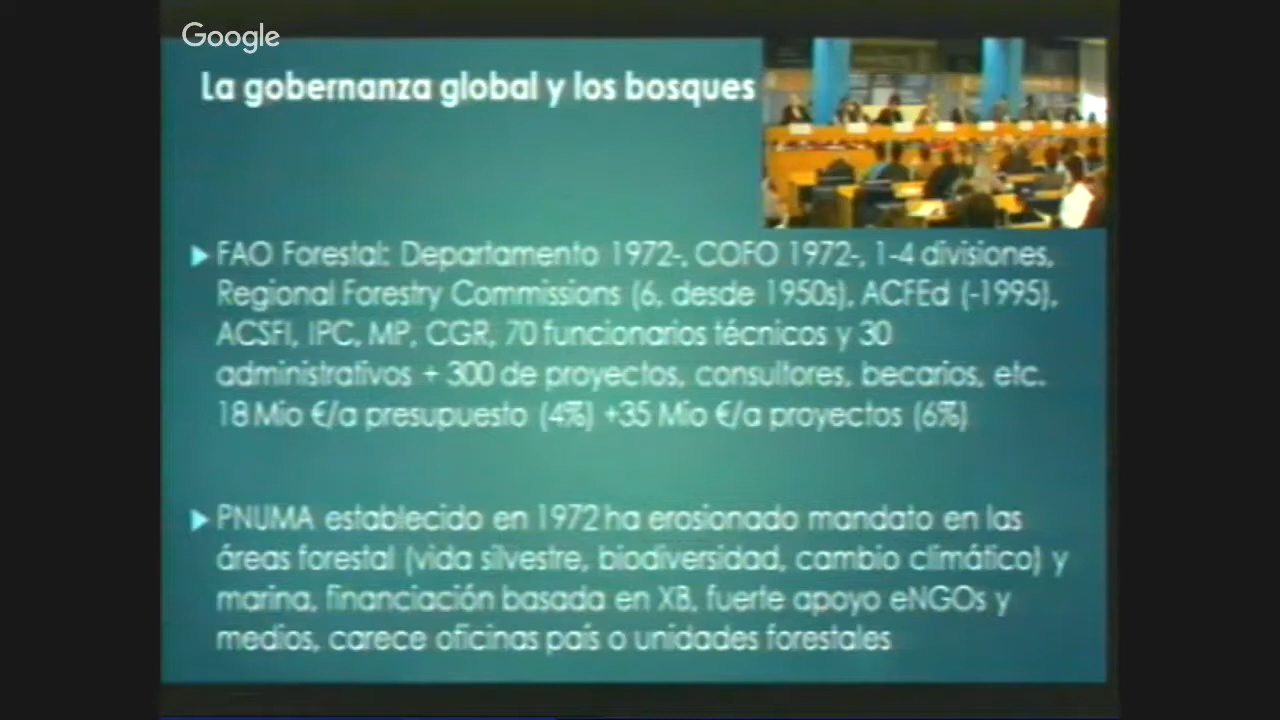 Google
La gobernanza global y los bosques
FAO Forestal: Departamento 1972-, COFO 1972-, 1-4 divisiones,
Regional Forestry Commissions (6, desde 1950s), ACFEd (-1995),
ACSFI, IPC, MP, CGR, 70 funcionarios técnicos y 30
administrativos + 300 de proyectos, consultores, becarios, etc.
18 Mio €/a presupuesto (4%) +35 Mio €/a proyectos (6%)
PNUMA establecido en 1972 ha erosionado mandato en las
áreas forestal (vida silvestre, biodiversidad, cambio climático) y
marina, financiación basada en XB, fuerte apoyo eNGOs y
medios, carece oficinas país o unidades forestales